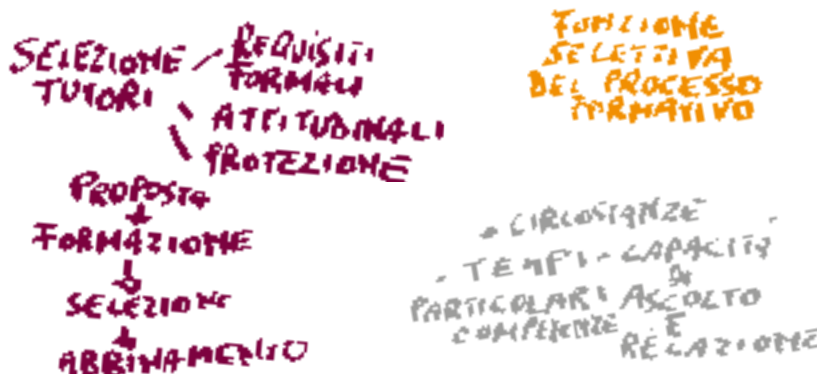 SELEZIONE
TUTORI
REQUISITI
FORMALI
ATTITUDINALI
PROTEZIONE
PROPOSTA
FORMAZIONE
SELEZIONE
ABBINAMENTO
FUNZIONE
SELETTIVA
DEL PROCESSO
FORMATIVO
- CIRCOSTANZE
- TEMPI - CAPACITÀ
DI
PARTICOLARI ASCOLTO
COMPETENZE E
RELAZIONE